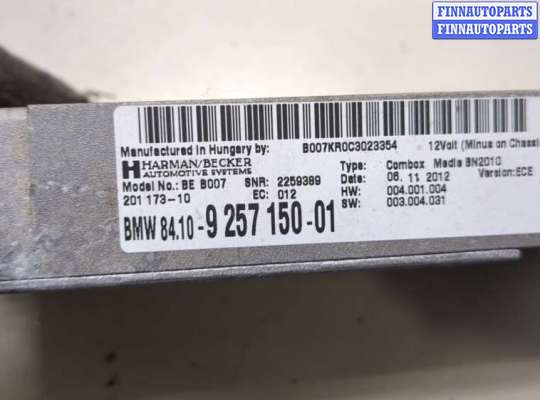 FINNAUTOPARTS
FINNAUTOPARTS
Manufactured in Hungary by: B007KR0C3023354 12Volt (Minus on Chassi
HARMAN/BECKER
AUTOMOTIVE SYSTEMS
Type: Combox Media BN2010
Model No.: BE B007 SNR: 2259389 Date: 06.11 2012 Version:ECE
201 173-10 EC: 012 HW: 004.001.004
SW: 003.004.031
BMW 84.10-9 257 150-01